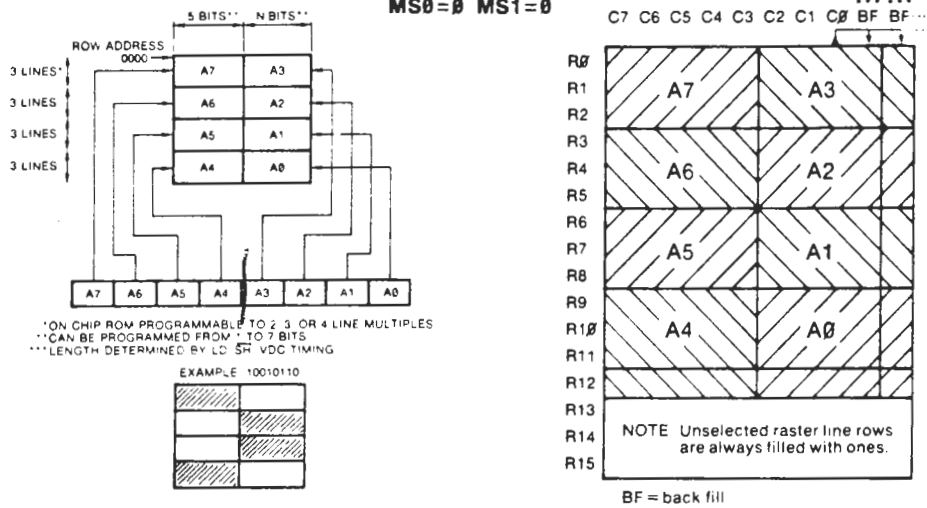 MS0=0 MS1=0
5 BITS** N BITS**
ROW ADDRESS
0000
3 LINES*
3 LINES
3 LINES
3 LINES
A7 A3
A6 A2
A5 A1
A4 A0
A7 A6 A5 A4 A3 A2 A1 A0
*ON CHIP ROM PROGRAMMABLE TO 2 3 OR 4 LINE MULTIPLES
**CAN BE PROGRAMMED FROM 1 TO 7 BITS
***LENGTH DETERMINED BY LD SH VDC TIMING
EXAMPLE 10010110
C7 C6 C5 C4 C3 C2 C1 CØ BF BF...
RØ
R1
R2
R3
R4
R5
R6
R7
R8
R9
R1Ø
R11
R12
R13
R14
R15
A7 A3
A6 A2
A5 A1
A4 AØ
NOTE Unselected raster line rows
are always filled with ones.
BF = back fill